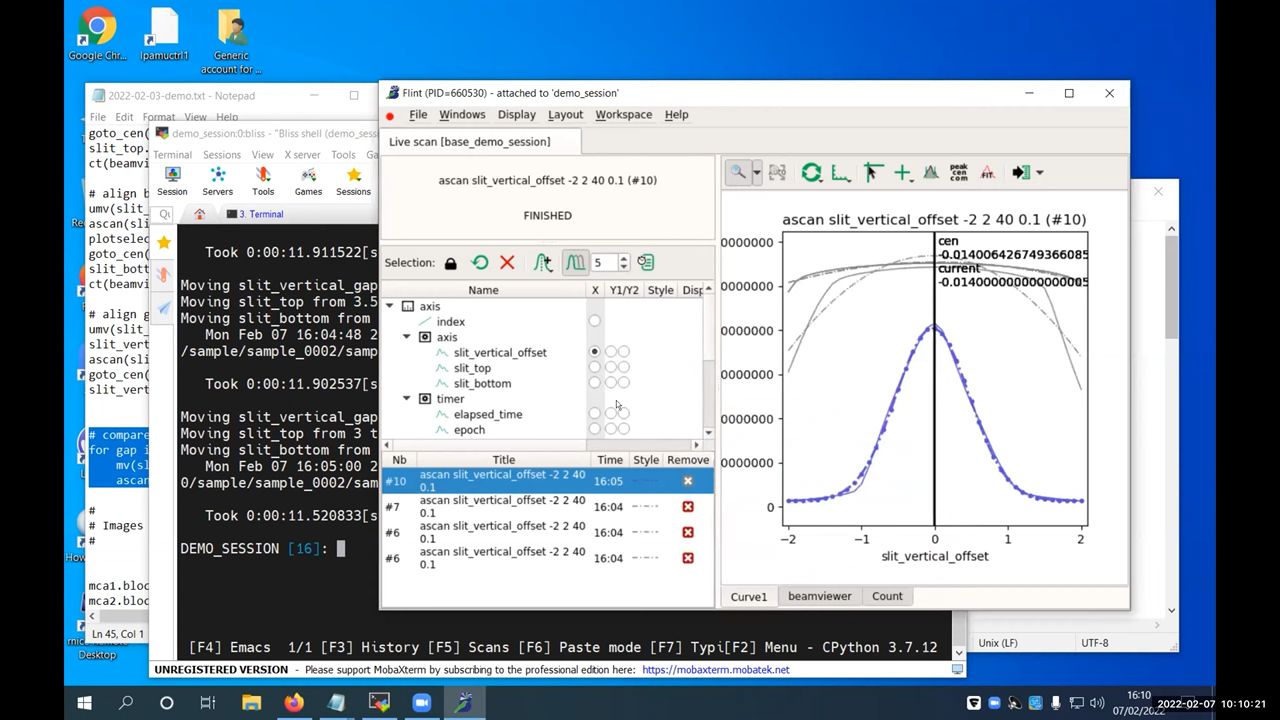 Google Chr...
lpamuctrl1
Generic
account for ...
2022-02-03-demo.txt - Notepad
File Edit Format View Help
goto_cen(
slit_top.
ct(beamvi
# align b
umv(slit_
ascan(sl
plotselec
goto_cen(
slit_bott
ct(beamvi
# align g
umv(slit_
umv(slit_
ascan(sl
goto_cen(
slit_vert
# compare
for gap i
mv(sl
ascan
#
# Images
#
mca1.bloc
mca2.bloc
Ln 45, Col 1
Desktop
demo_session:0:bliss - "Bliss shell (demo_s
Terminal Sessions View X server Tools
Session Servers Tools Games Sessions
3. Terminal
Took 0:00:11.911522[s
Moving slit_vertical_gap
Moving slit_top from 3.5
Moving slit_bottom from
Mon Feb 07 16:04:48
/sample/sample_0002/samp
Took 0:00:11.902537[s
Moving slit_vertical_gap
Moving slit_top from 3 t
Moving slit_bottom from
Mon Feb 07 16:05:00 2
0/sample/sample_0002/sam
Took 0:00:11.520833[s
DEMO_SESSION [16]:
[F4] Emacs 1/1 [F3] History [F5] Scans [F6] Paste mode [F7] Typi[F2] Menu - CPython 3.7.12
UNREGISTERED VERSION - Please support MobaXterm by subscribing to the professional edition here: https://mobaxterm.mobatek.net
Unix (LF) UTF-8
Flint (PID=660530) - attached to 'demo_session'
File Windows Display Layout Workspace Help
Live scan [base_demo_session]
ascan slit_vertical_offset -2 2 40 0.1 (#10)
FINISHED
Selection: 5
Name X Y1/Y2 Style Disp
axis
index
axis
slit_vertical_offset
slit_top
slit_bottom
timer
elapsed_time
epoch
Nb Title Time Style Remove
#10 ascan slit_vertical_offset -2 2 40 16:05
0.1
#7 ascan slit_vertical_offset -2 2 40 16:04
0.1
#6 ascan slit_vertical_offset -2 2 40 16:04
0.1
#6 ascan slit_vertical_offset -2 2 40 16:04
0.1
peak
cen
com
FIT
ascan slit_vertical_offset -2 2 40 0.1 (#10)
cen
-0.014006426749366085
current
-0.014000000000000005
0000000
0000000
0000000
0000000
0000000
0000000
0
−2 −1 0 1 2
slit_vertical_offset
Curve1 beamviewer Count
16:10
07/02/2022
2022-02-07 10:10:21